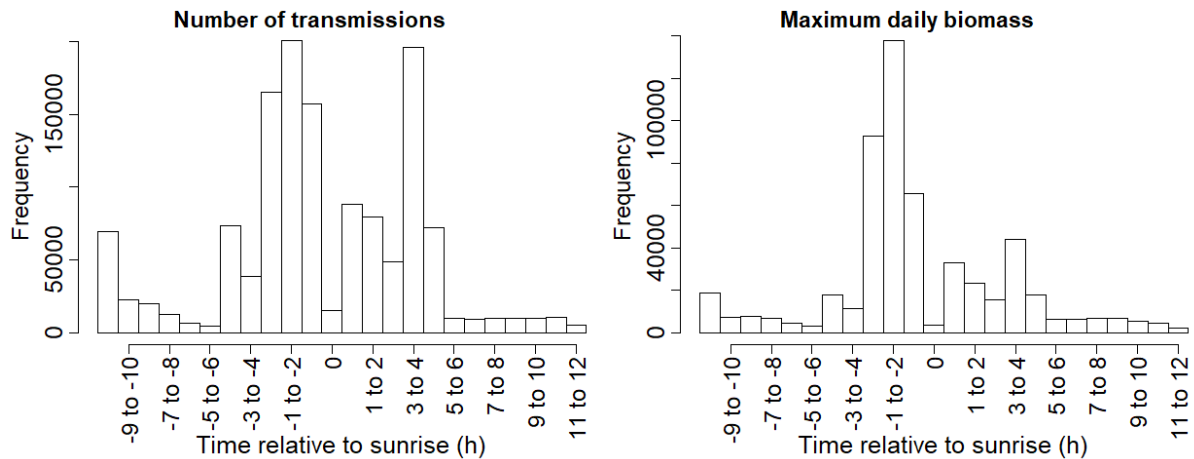 Number of transmissions
Frequency
0
50000
150000
-9 to -10
-7 to -8
-5 to -6
-3 to -4
-1 to -2
0
1 to 2
3 to 4
5 to 6
7 to 8
9 to 10
11 to 12
Time relative to sunrise (h)
Maximum daily biomass
Frequency
0
40000
100000
-9 to -10
-7 to -8
-5 to -6
-3 to -4
-1 to -2
0
1 to 2
3 to 4
5 to 6
7 to 8
9 to 10
11 to 12
Time relative to sunrise (h)